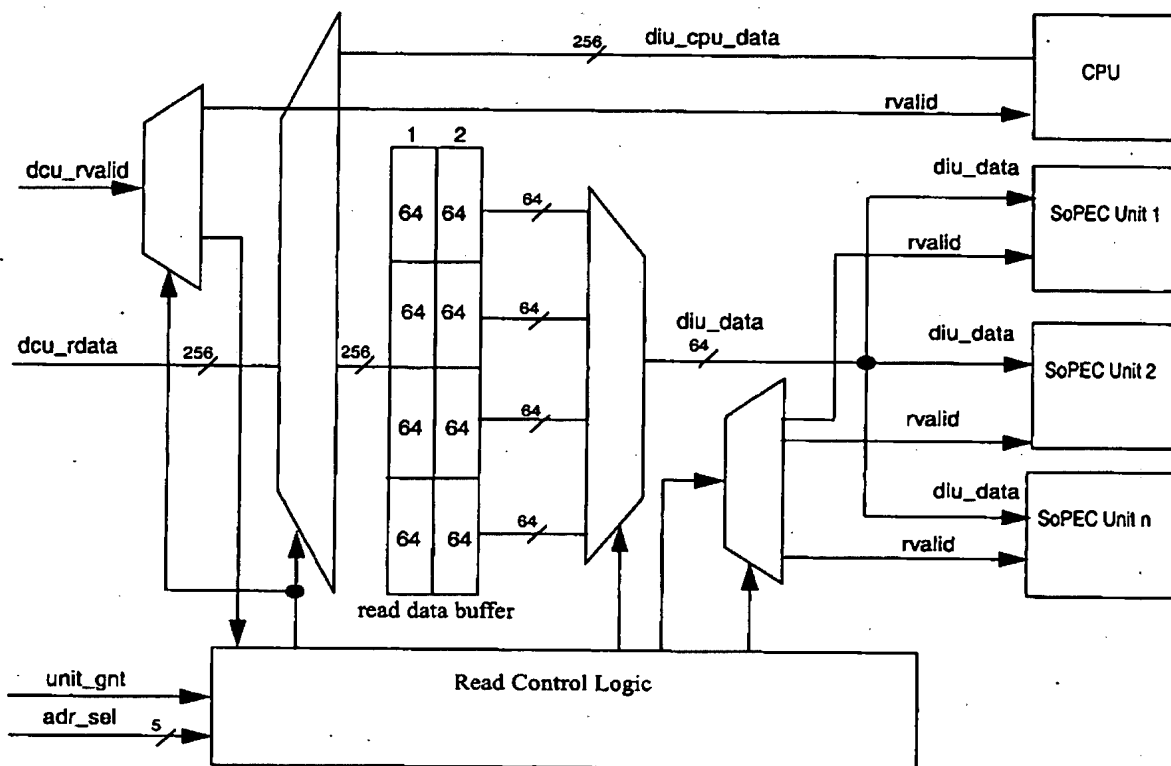 256
diu_cpu_data
CPU
rvalid
1 2
dcu_rvalid
diu_data
SoPEC Unit 1
64 64
64
rvalid
64 64
64
diu_data
64
diu_data
SoPEC Unit 2
dcu_rdata
256
256
64 64
64
rvalid
diu_data
SoPEC Unit n
64 64
64
rvalid
read data buffer
unit_gnt
Read Control Logic
adr_sel
5